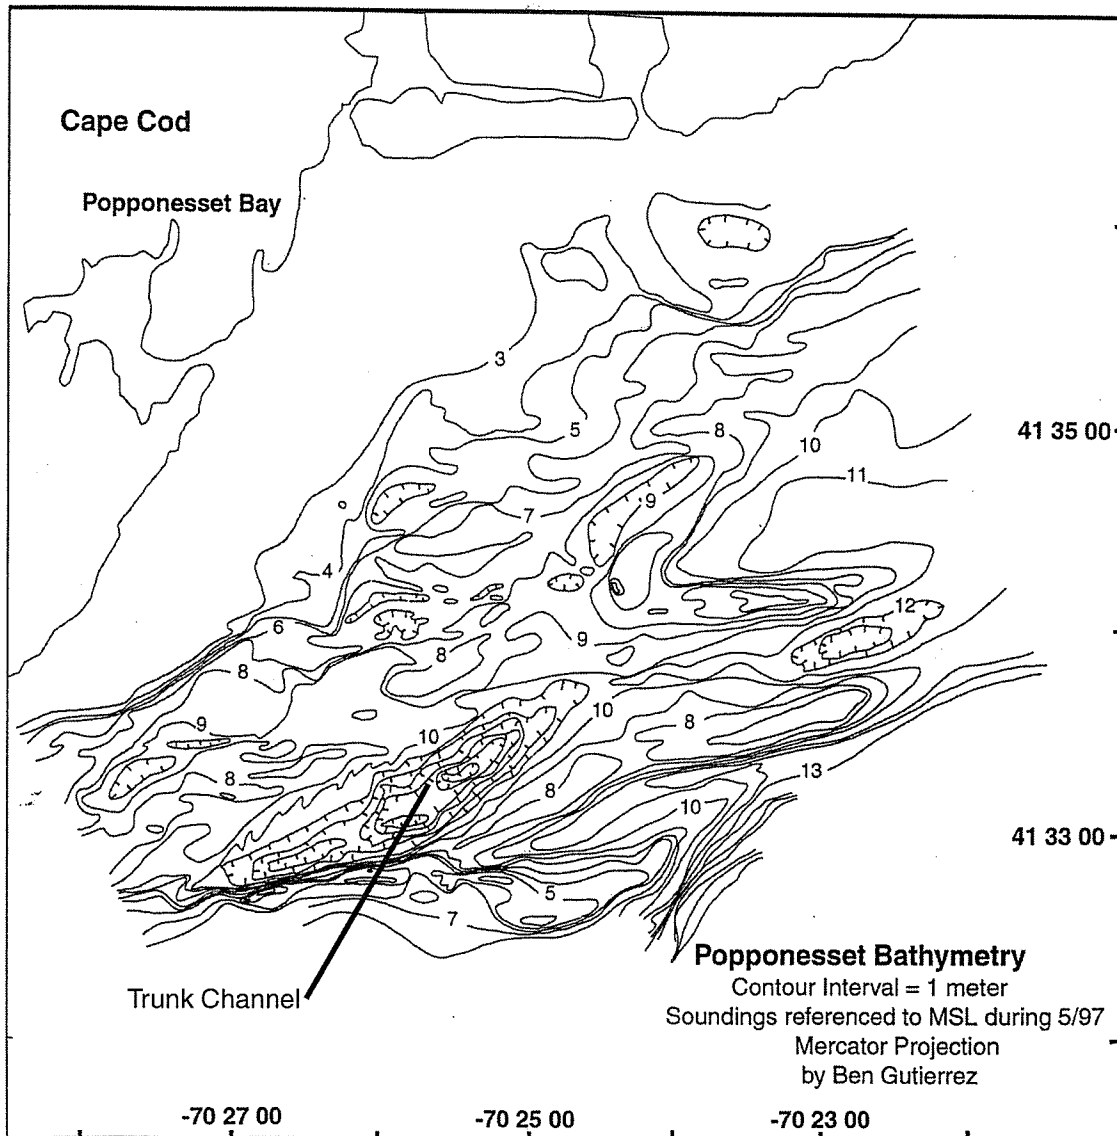 Cape Cod
Popponesset Bay
3
5
8
10
41 35 00
11
9
7
4
12
6
9
8
8
9
10
10
8
8
8
13
10
41 33 00
5
7
Popponesset Bathymetry
Trunk Channel
Contour Interval = 1 meter
Soundings referenced to MSL during 5/97
Mercator Projection
by Ben Gutierrez
-70 27 00
-70 25 00
-70 23 00